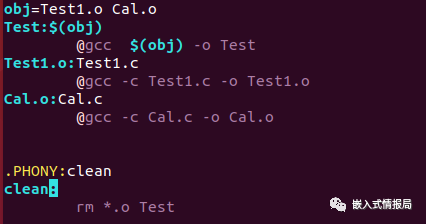 obj=Test1.o Cal.o
Test:$(obj)
        @gcc  $(obj) -o Test
Test1.o:Test1.c
        @gcc -c Test1.c -o Test1.o
Cal.o:Cal.c
        @gcc -c Cal.c -o Cal.o
.PHONY:clean
clean:
        rm *.o Test
嵌入式情报局